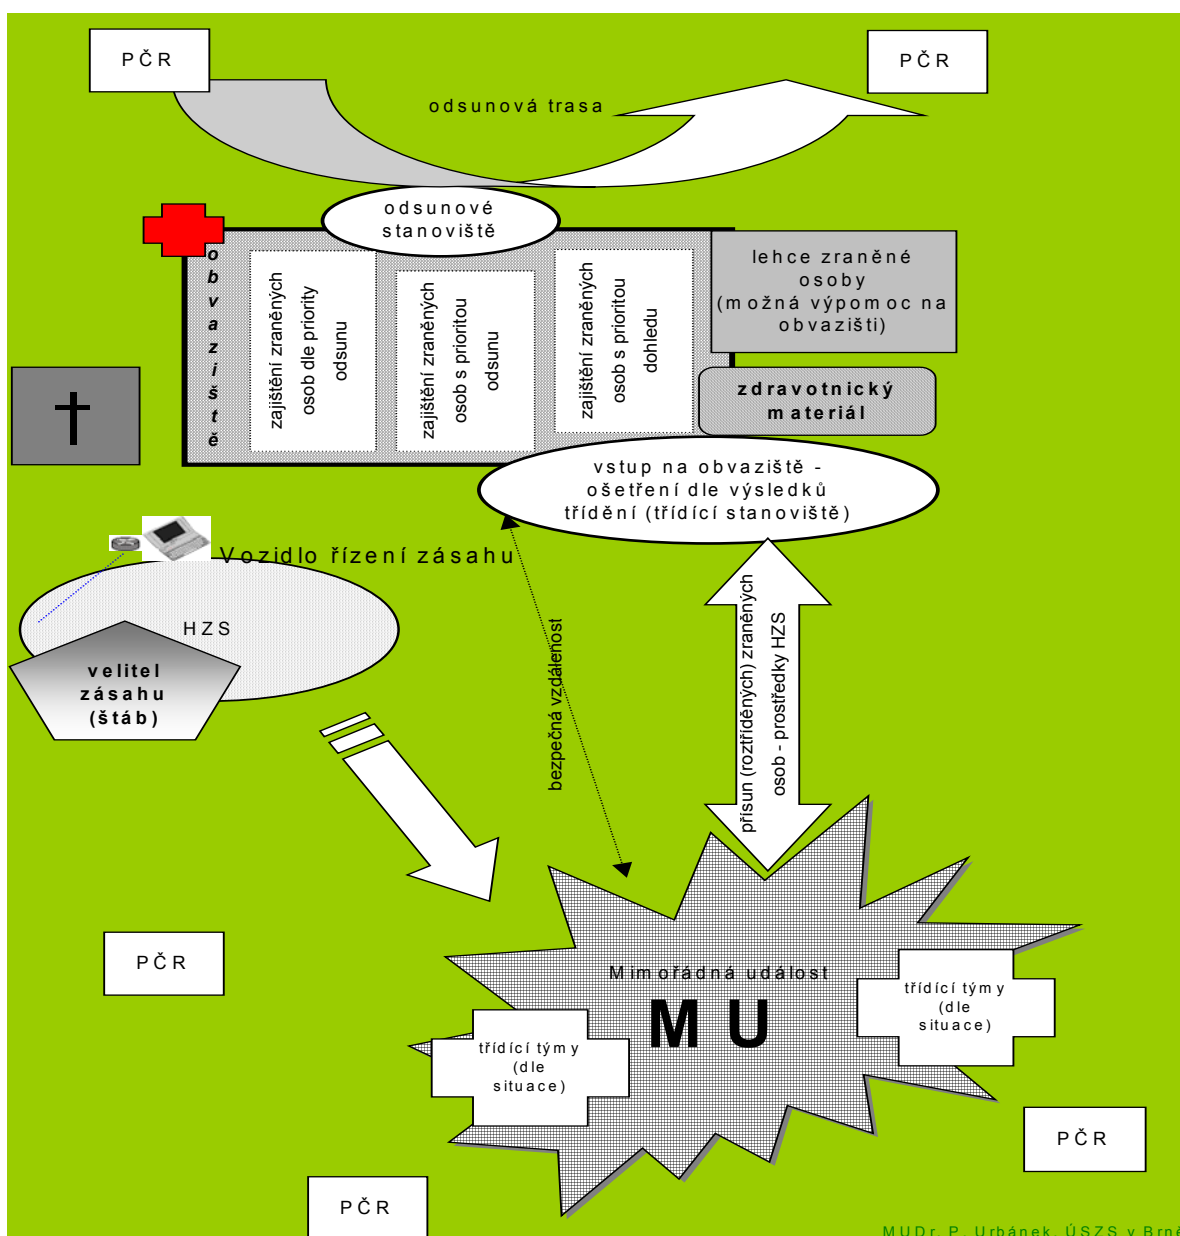 PČR
PČR
odsunová trasa
odsunové
stanoviště
obvaziště
zajištění zraněných
osob dle priority
odsunu
zajištění zraněných
osob s prioritou
odsunu
zajištění zraněných
osob s prioritou
dohledu
lehce zraněné
osoby
(možná výpomoc na
obvazišti)
zdravotnický
materiál
vstup na obvaziště -
ošetření dle výsledků
třídění (třídící stanoviště)
Vozidlo řízení zásahu
HZS
velitel
zásahu
(štáb)
bezpečná vzdálenost
přísun (roztříděných) zraněných
osob - prostředky HZS
PČR
Mimořádná událost
MU
třídící týmy
(dle
situace)
třídící týmy
(dle
situace)
PČR
PČR
MUDr. P. Urbánek, ÚSZS v Brně